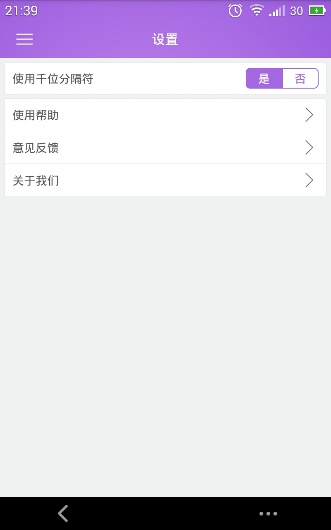 21:39
30
设置
使用千位分隔符
是
否
使用帮助
意见反馈
关于我们